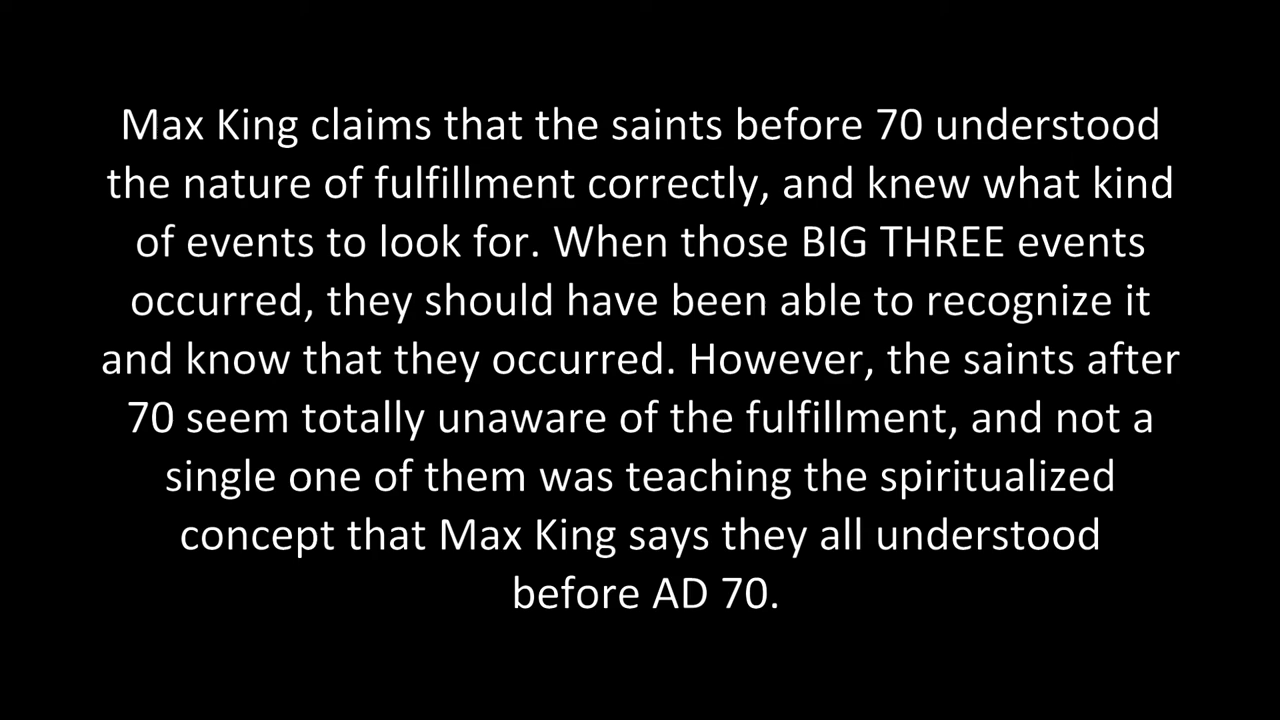 Max King claims that the saints before 70 understood
the nature of fulfillment correctly, and knew what kind
of events to look for. When those BIG THREE events
occurred, they should have been able to recognize it
and know that they occurred. However, the saints after
70 seem totally unaware of the fulfillment, and not a
single one of them was teaching the spiritualized
concept that Max King says they all understood
before AD 70.